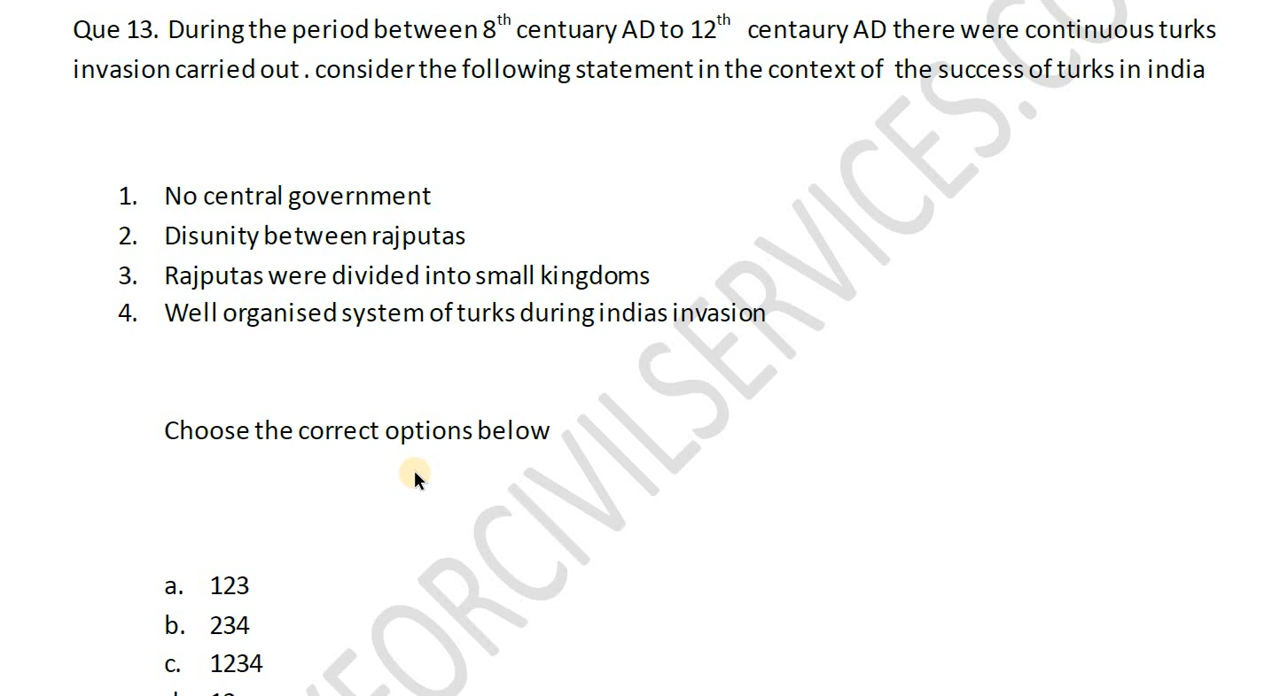 Que 13. During the period between 8th centuary AD to 12th centaury AD there were continuous turks
invasion carried out . consider the following statement in the context of the success of turks in india
1. No central government
2. Disunity between rajputas
3. Rajputas were divided into small kingdoms
4. Well organised system of turks during indias invasion
Choose the correct options below
a. 123
b. 234
c. 1234
FORCIVILSERVICES.CO